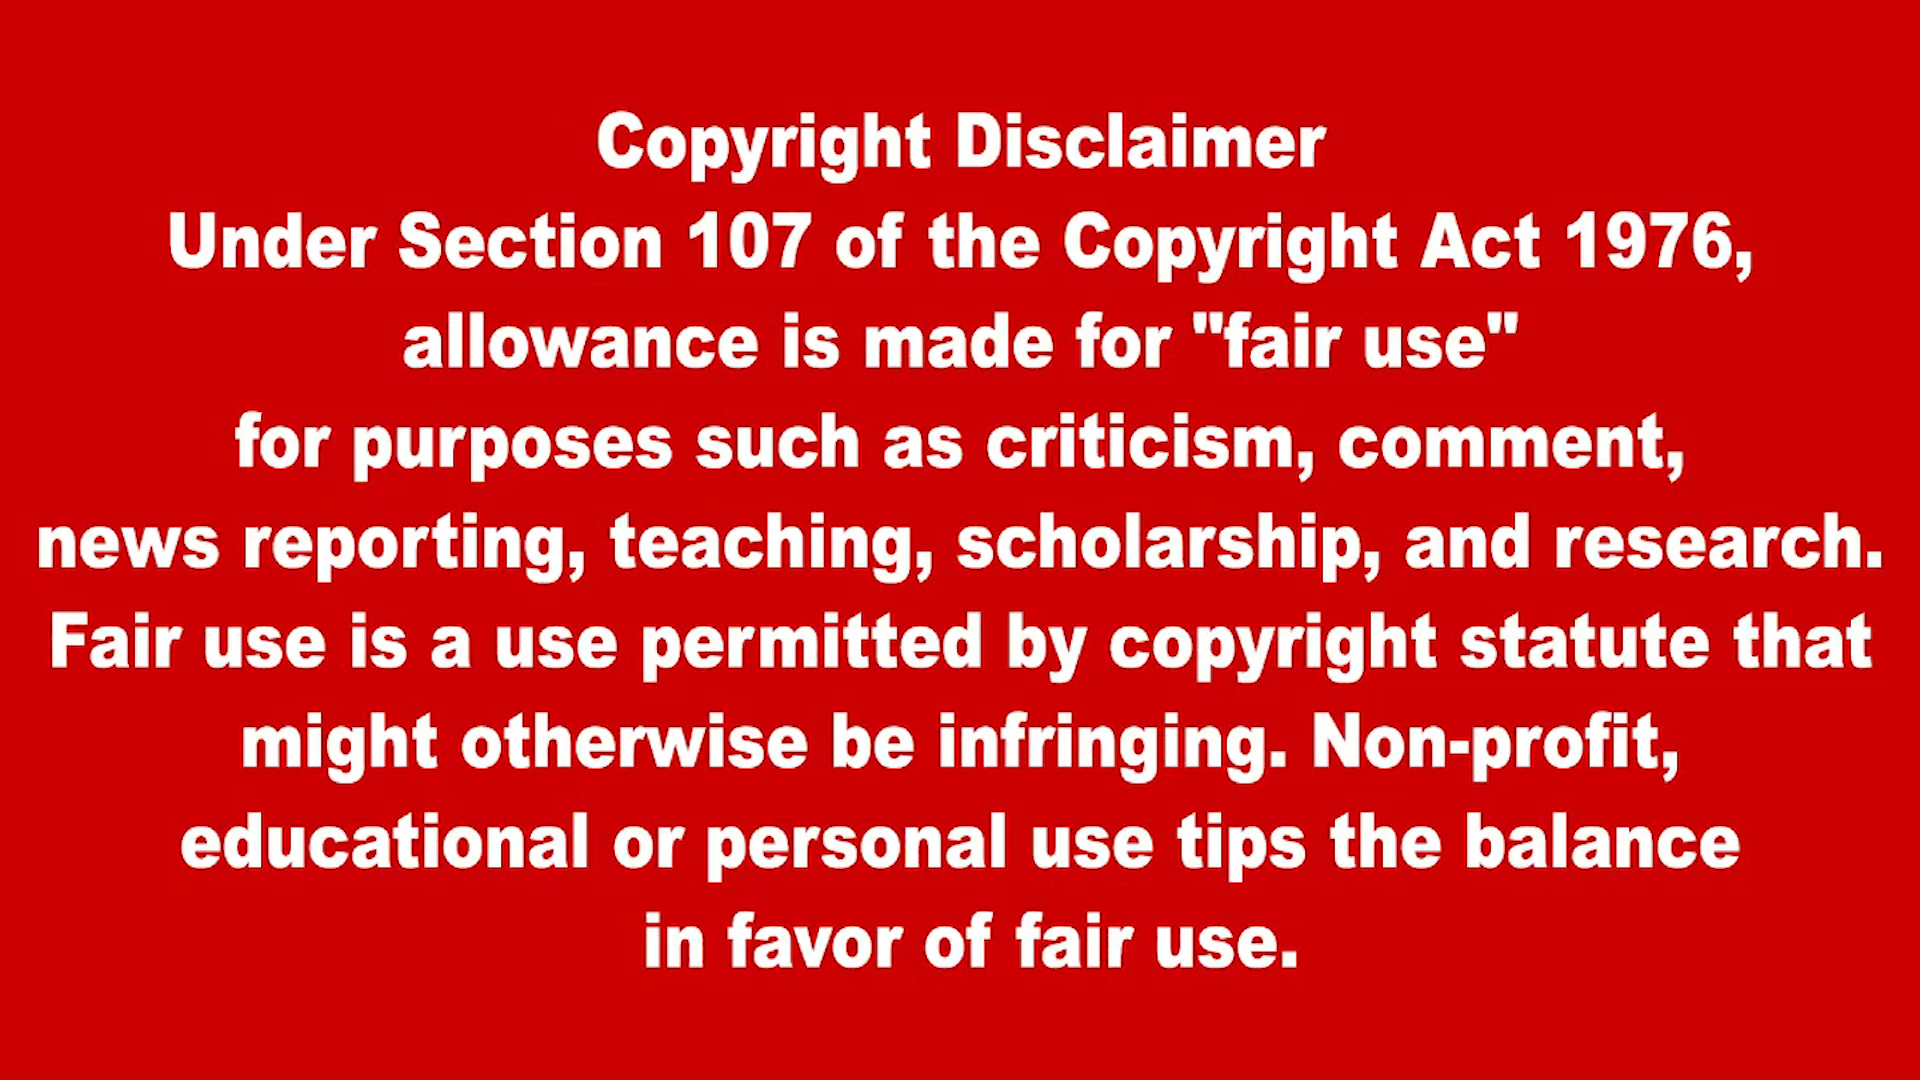 Copyright Disclaimer
Under Section 107 of the Copyright Act 1976,
allowance is made for "fair use"
for purposes such as criticism, comment,
news reporting, teaching, scholarship, and research.
Fair use is a use permitted by copyright statute that
might otherwise be infringing. Non-profit,
educational or personal use tips the balance
in favor of fair use.